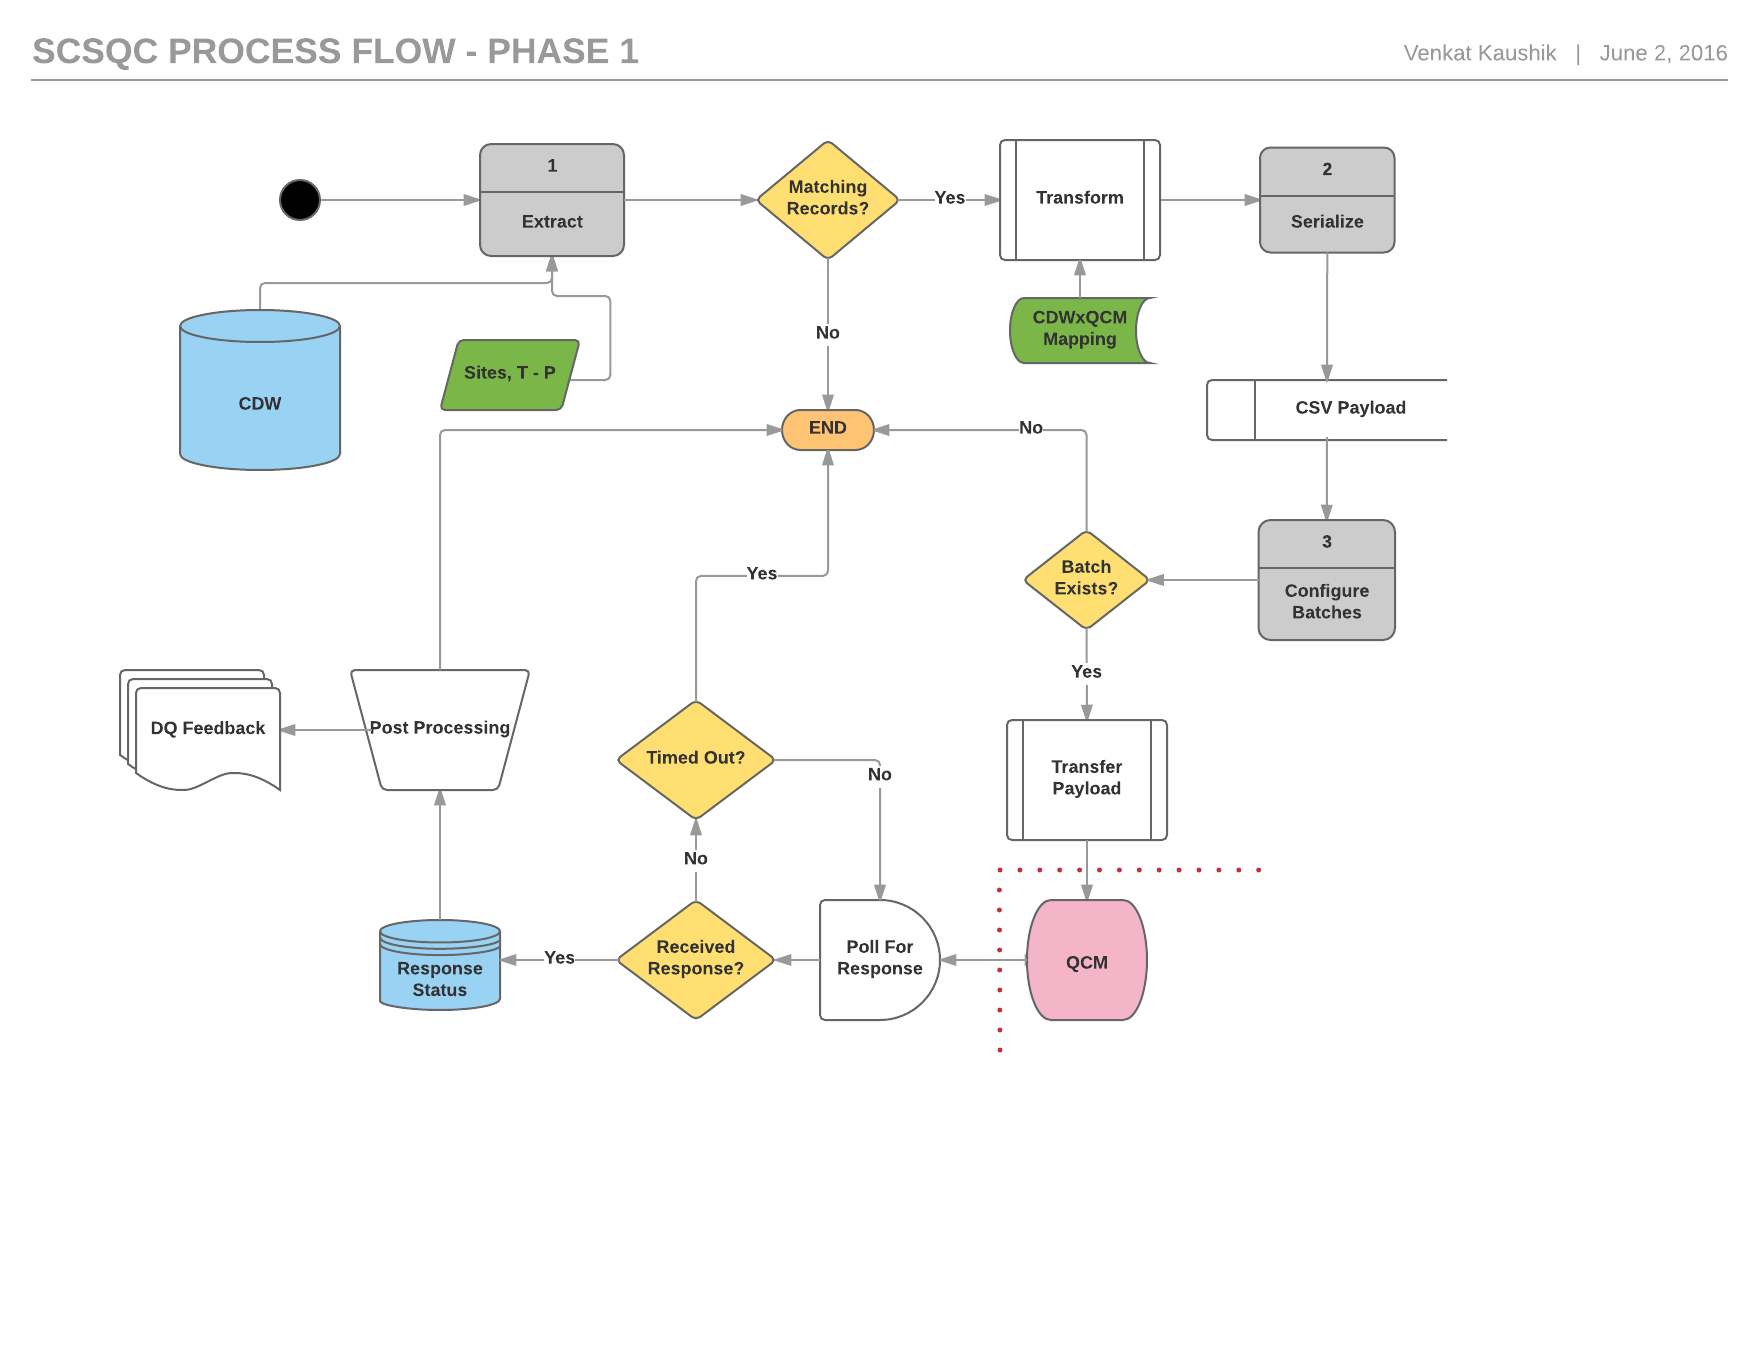 SCSQC PROCESS FLOW - PHASE 1
Venkat Kaushik | June 2, 2016
1
Extract
Matching
Records?
Yes
Transform
2
Serialize
No
CDWxQCM
Mapping
Sites, T - P
CDW
CSV Payload
END
No
3
Configure
Batches
Batch
Exists?
Yes
Yes
DQ Feedback
Post Processing
Timed Out?
No
Transfer
Payload
No
Response
Status
Yes
Received
Response?
Poll For
Response
QCM